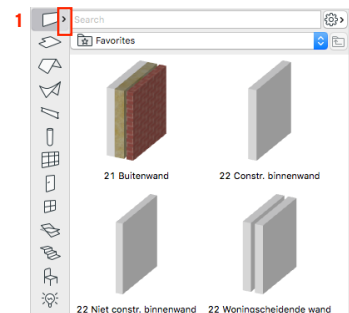 1
Search
Favorites
21 Buitenwand
22 Constr. binnenwand
22 Niet constr. binnenwand
22 Woningscheidende wand